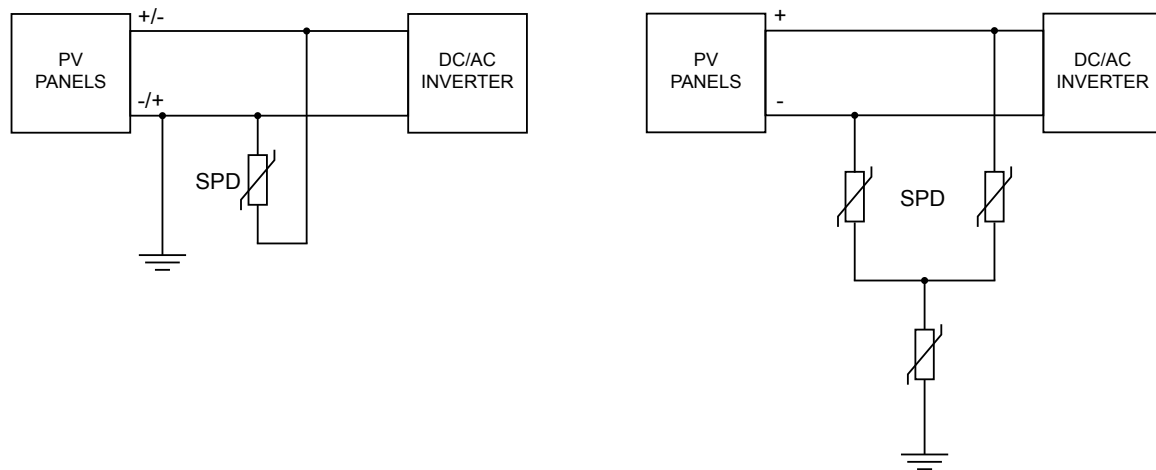 +/-
PV
PANELS
DC/AC
INVERTER
-/+
SPD
+
PV
PANELS
DC/AC
INVERTER
-
SPD